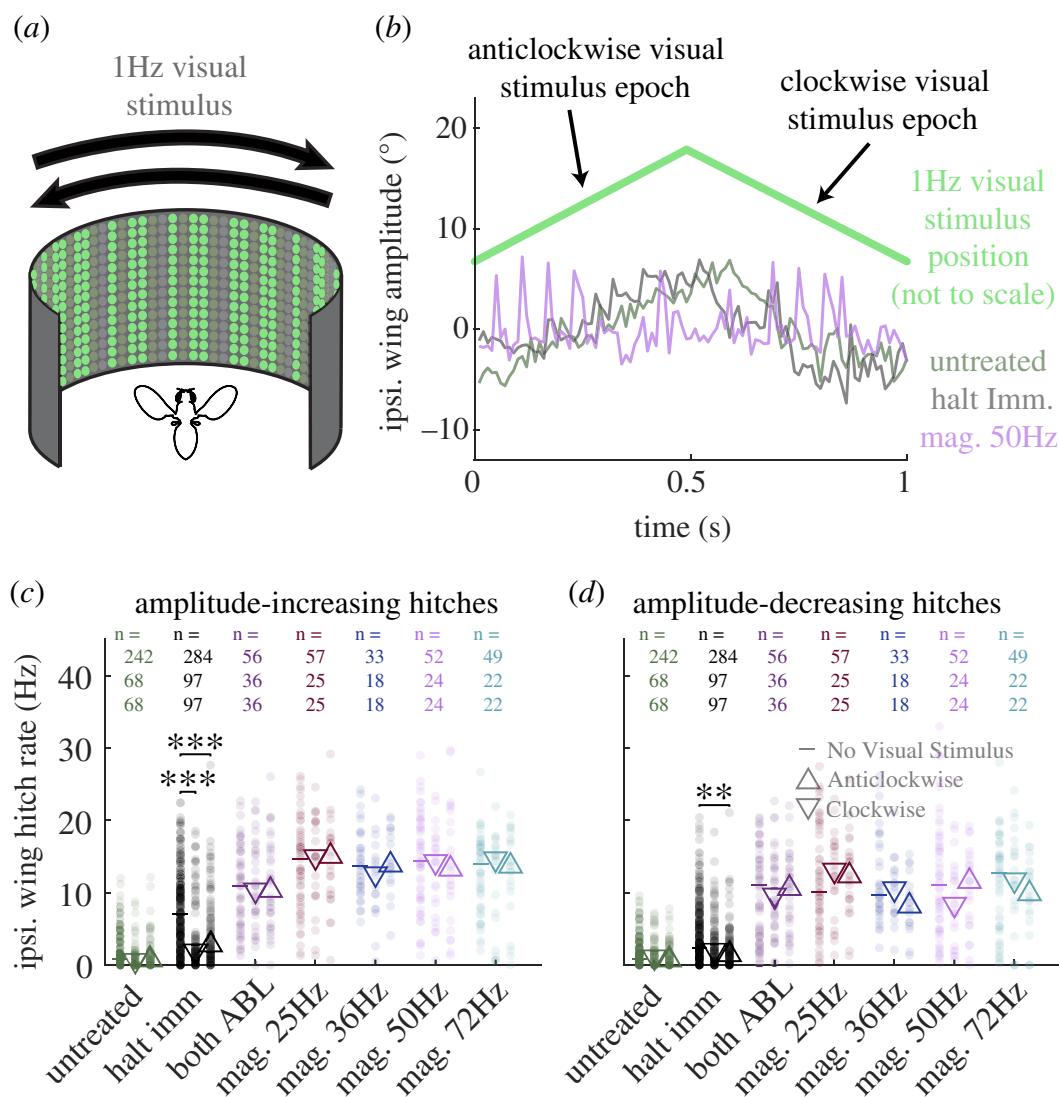 (a)
1Hz visual
stimulus
(b)
anticlockwise visual
stimulus epoch
clockwise visual
stimulus epoch
ipsi. wing amplitude (°)
20
10
0
−10
0
0.5
1
time (s)
1Hz visual
stimulus
position
(not to scale)
untreated
halt Imm.
mag. 50Hz
(c)
amplitude-increasing hitches
n = n = n = n = n = n = n =
242 284 56 57 33 52 49
68 97 36 25 18 24 22
68 97 36 25 18 24 22
ipsi. wing hitch rate (Hz)
40
30
20
10
0
***
***
untreated
halt imm
both ABL
mag. 25Hz
mag. 36Hz
mag. 50Hz
mag. 72Hz
(d)
amplitude-decreasing hitches
n = n = n = n = n = n = n =
242 284 56 57 33 52 49
68 97 36 25 18 24 22
68 97 36 25 18 24 22
No Visual Stimulus
Anticlockwise
Clockwise
**
40
30
20
10
0
untreated
halt imm
both ABL
mag. 25Hz
mag. 36Hz
mag. 50Hz
mag. 72Hz